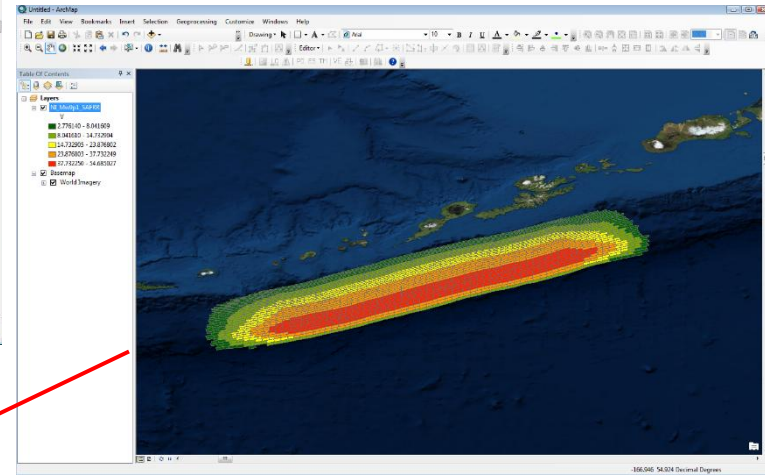 Untitled - ArcMap
File Edit View Bookmarks Insert Selection Geoprocessing Customize Windows Help
Drawing Arial 10 B I U A
Editor
Table Of Contents
Layers
V
2.776140 - 8.041609
8.041610 - 14.732904
14.732905 - 23.876802
23.876803 - 37.732249
37.732250 - 54.685027
Basemap
World Imagery
-166.946 54.924 Decimal Degrees